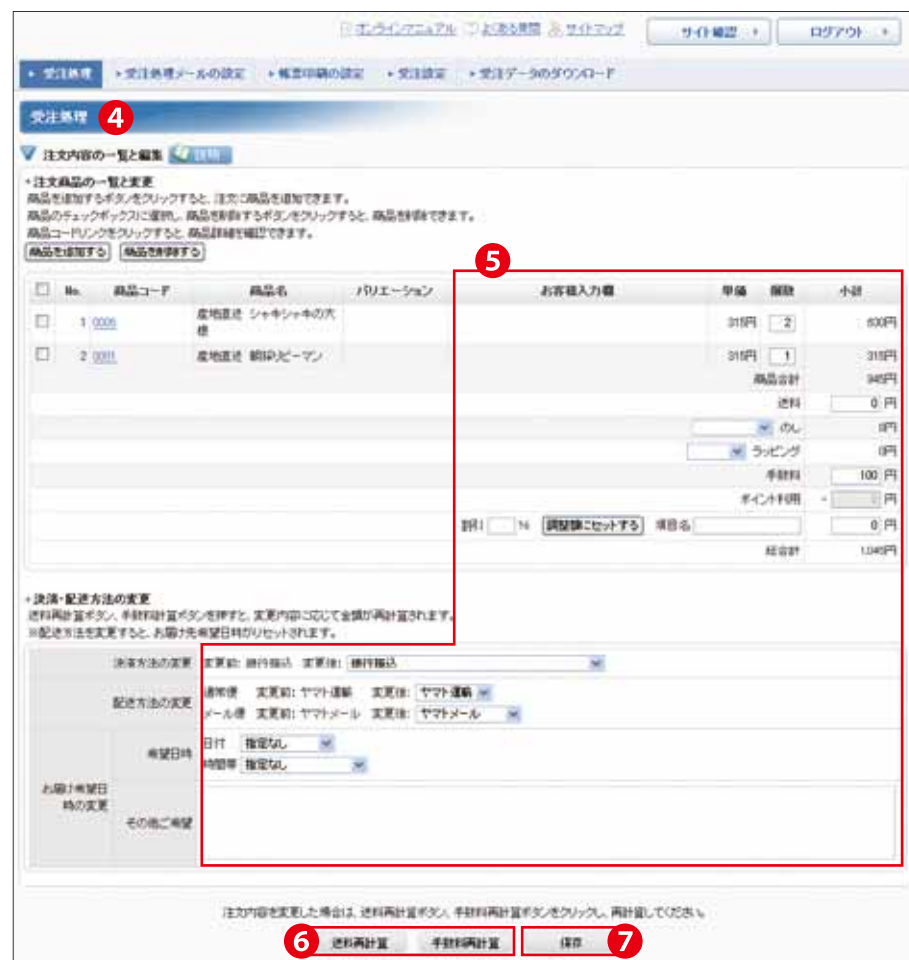 オンラインマニュアル よくある質問 サイトマップ サイト確認 ログアウト
受注処理 受注処理メールの設定 帳票印刷の設定 受注設定 受注データのダウンロード
受注処理 4
注文内容の一覧と編集 説明
・注文商品の一覧と変更
商品を追加するボタンをクリックすると、注文に商品を追加できます。
商品のチェックボックスに選択し、商品を削除するボタンをクリックすると、商品を削除できます。
商品コードリンクをクリックすると、商品詳細を確認できます。
商品を追加する 商品を削除する
5
No. 商品コード 商品名 バリエーション お客様入力欄 単価 個数 小計
1 産地直送 シャキシャキの大根 315円 2
2 産地直送 朝採りピーマン 315円 1 315円
商品合計 945円
送料 0 円
のし 0円
ラッピング 0円
手数料 100 円
ポイント利用 - 円
割引 % 調整額にセットする 項目名 0 円
総合計 1,045円
・決済・配送方法の変更
送料再計算ボタン、手数料計算ボタンを押すと、変更内容に応じて金額が再計算されます。
※配送方法を変更すると、お届け先希望日時がリセットされます。
決済方法の変更 変更前: 銀行振込 変更後: 銀行振込
配送方法の変更 通常便 変更前: ヤマト運輸 変更後: ヤマト運輸
メール便 変更前: ヤマトメール 変更後: ヤマトメール
お届け希望日時の変更 希望日時 日付 指定なし
時間帯 指定なし
その他ご希望
注文内容を変更した場合は、送料再計算ボタン、手数料再計算ボタンをクリックし、再計算してください。
6 送料再計算 手数料再計算 保存 7